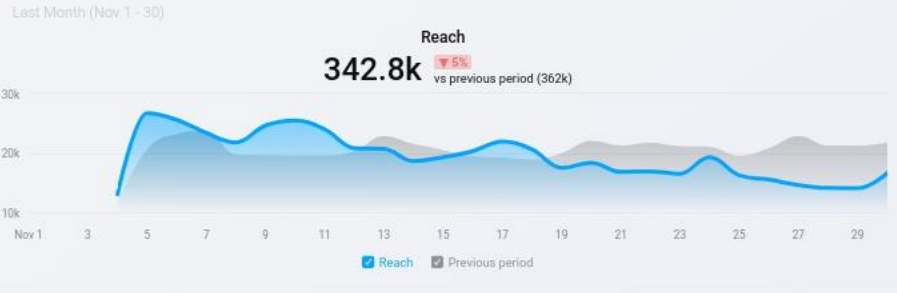 Last Month (Nov 1 - 30)
Reach
342.8k ▼ 5%
vs previous period (362k)
30k
20k
10k
Nov 1 3 5 7 9 11 13 15 17 19 21 23 25 27 29
Reach Previous period